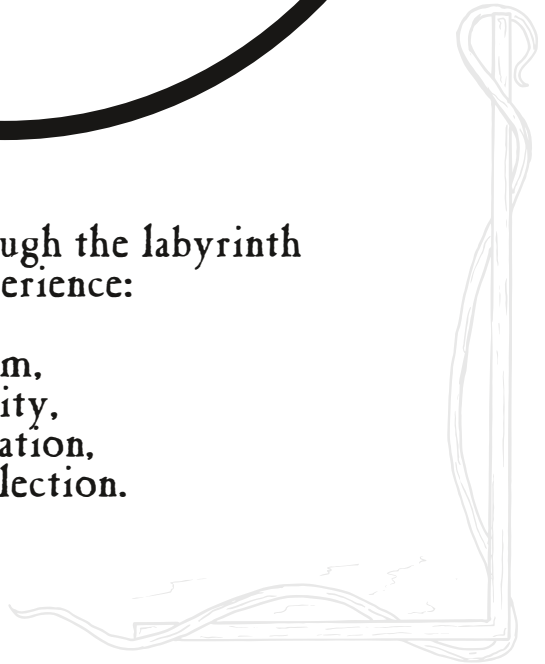 ugh the labyrinth
erience:
m,
ity,
ation,
lection.